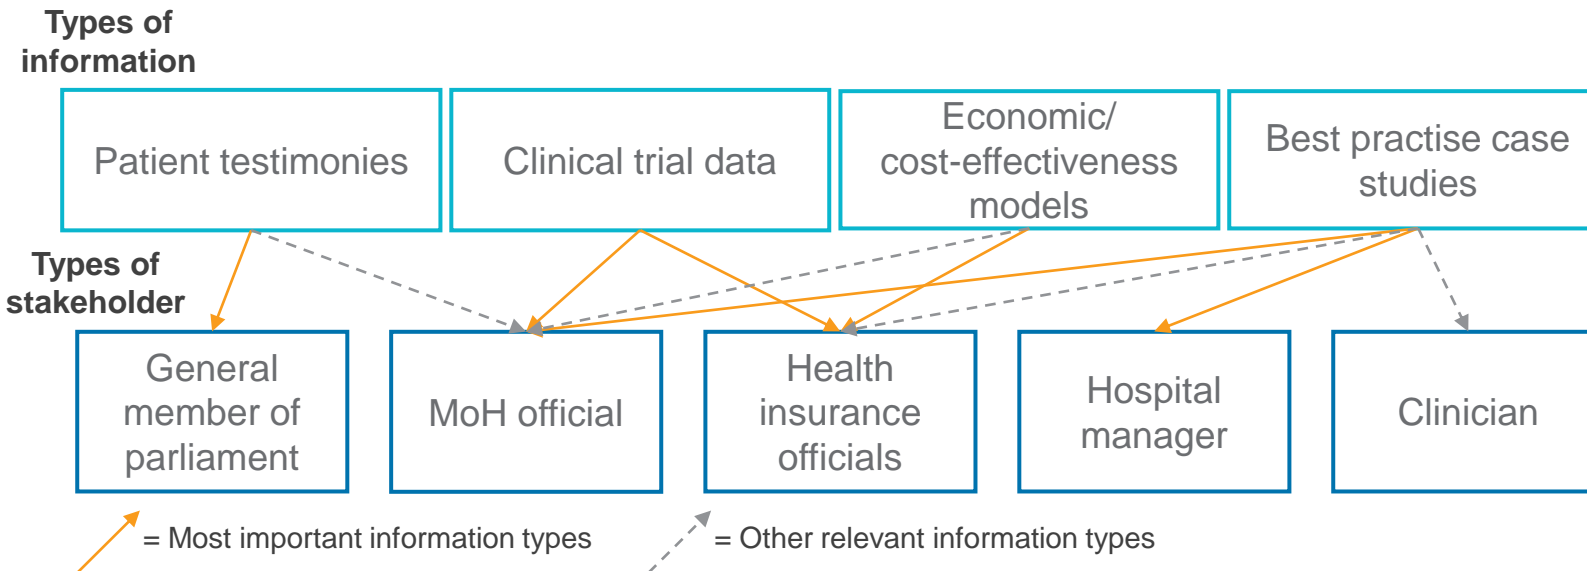 Types of
information
Patient testimonies
Clinical trial data
Economic/
cost-effectiveness
models
Best practise case
studies
Types of
stakeholder
General
member of
parliament
MoH official
Health
insurance
officials
Hospital
manager
Clinician
= Most important information types
= Other relevant information types